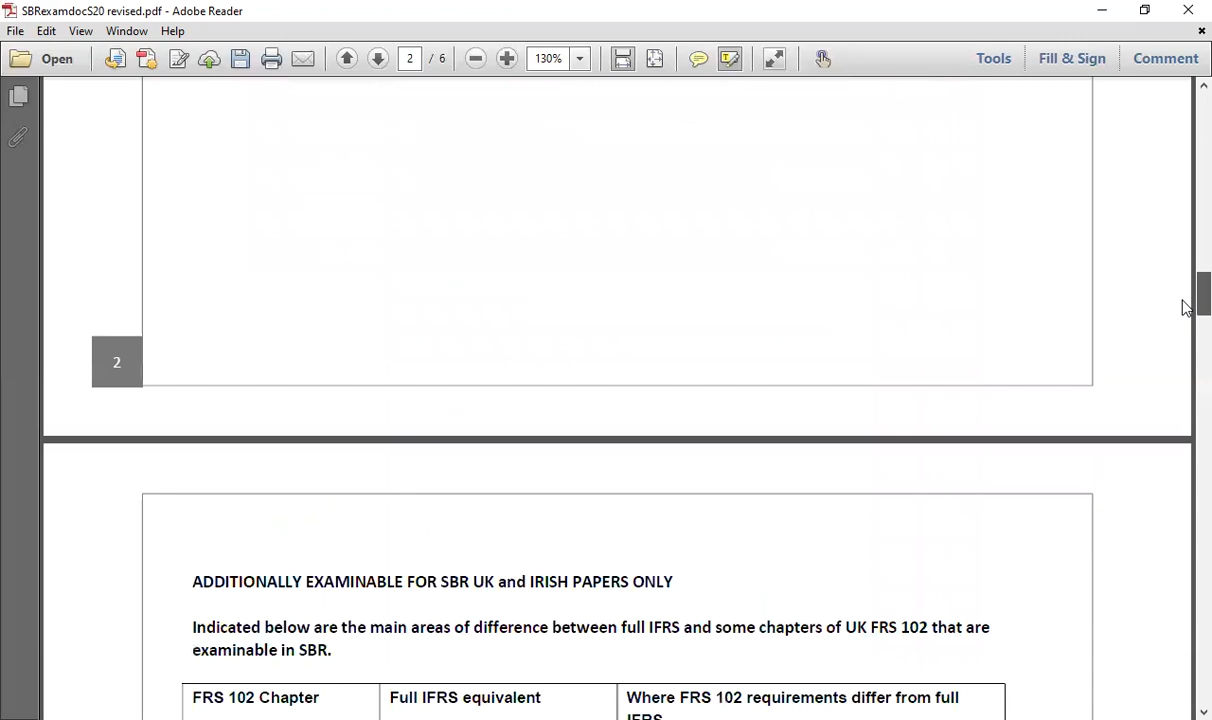 SBRexamdocS20 revised.pdf - Adobe Reader
File Edit View Window Help
Open 2 / 6 130% Tools Fill & Sign Comment
2
ADDITIONALLY EXAMINABLE FOR SBR UK and IRISH PAPERS ONLY
Indicated below are the main areas of difference between full IFRS and some chapters of UK FRS 102 that are
examinable in SBR.
FRS 102 Chapter Full IFRS equivalent Where FRS 102 requirements differ from full
IFRS